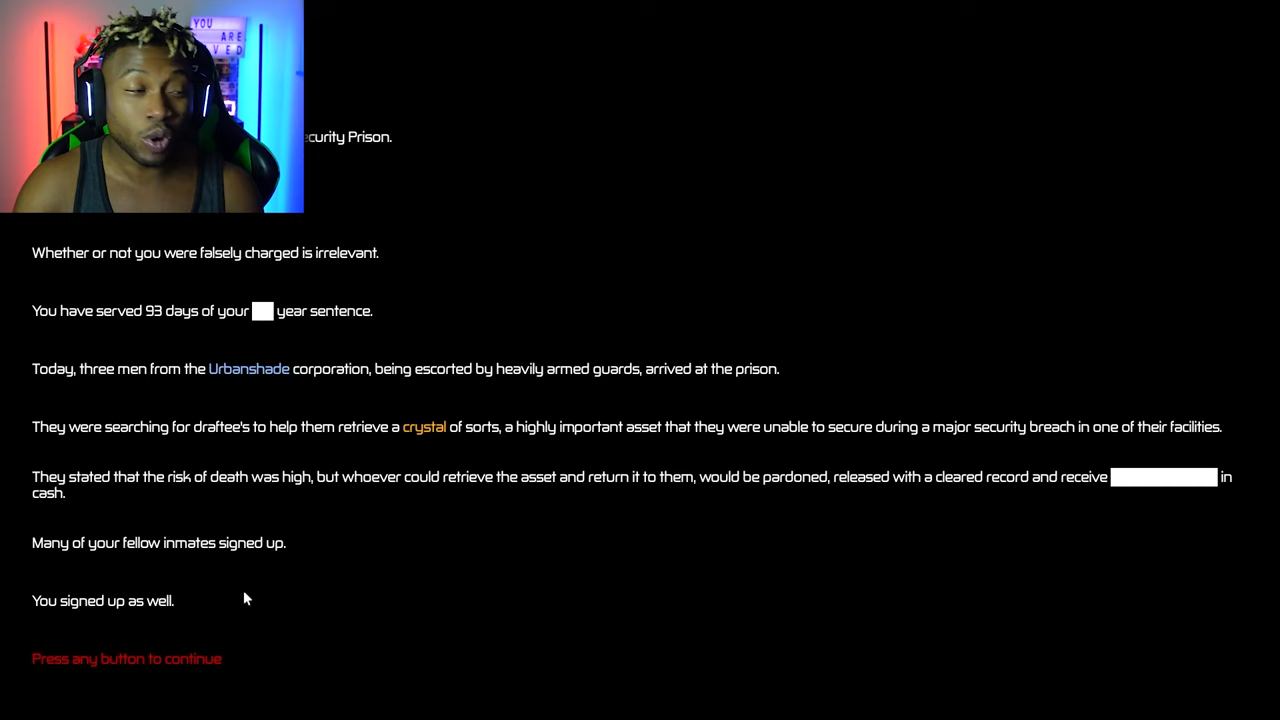 YOU
ARE
VED
curity Prison.
Whether or not you were falsely charged is irrelevant.
You have served 93 days of your year sentence.
Today, three men from the Urbanshade corporation, being escorted by heavily armed guards, arrived at the prison.
They were searching for draftee's to help them retrieve a crystal of sorts, a highly important asset that they were unable to secure during a major security breach in one of their facilities.
They stated that the risk of death was high, but whoever could retrieve the asset and return it to them, would be pardoned, released with a cleared record and receive in
cash.
Many of your fellow inmates signed up.
You signed up as well.
Press any button to continue